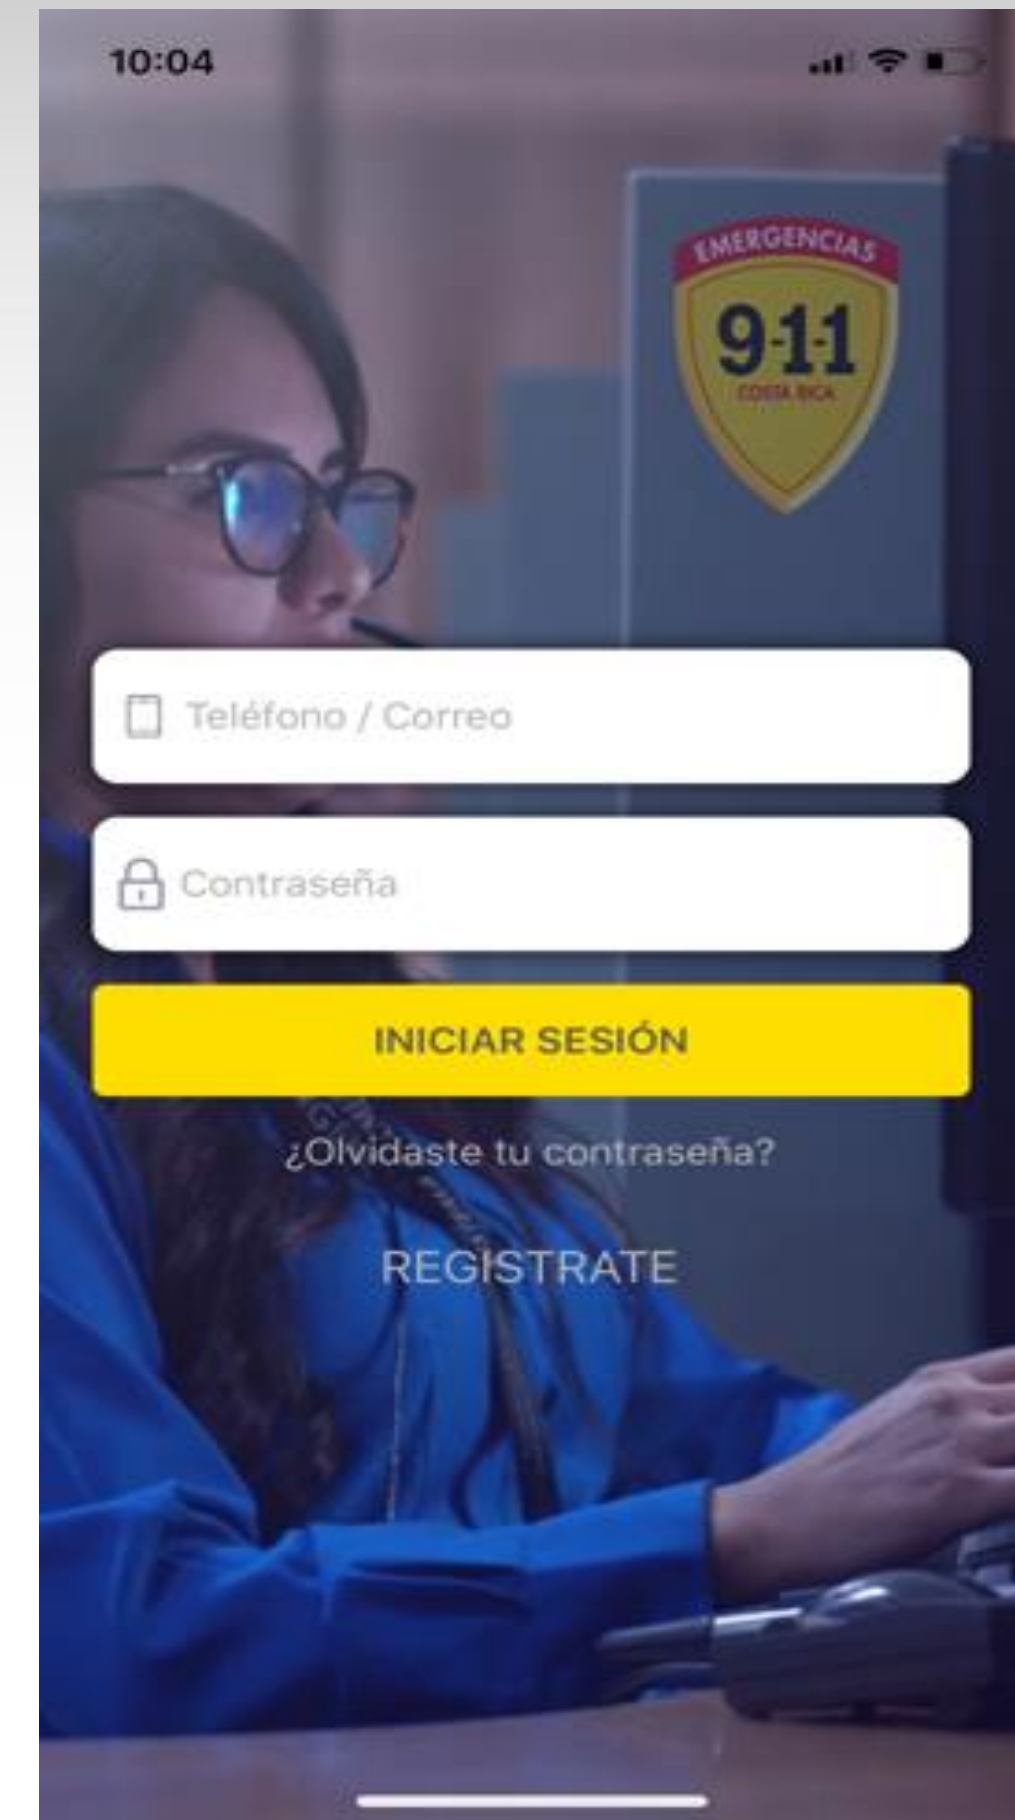 10:04
EMERGENCIAS
9-1-1
COSTA RICA
Teléfono / Correo
Contraseña
INICIAR SESIÓN
¿Olvidaste tu contraseña?
REGISTRATE